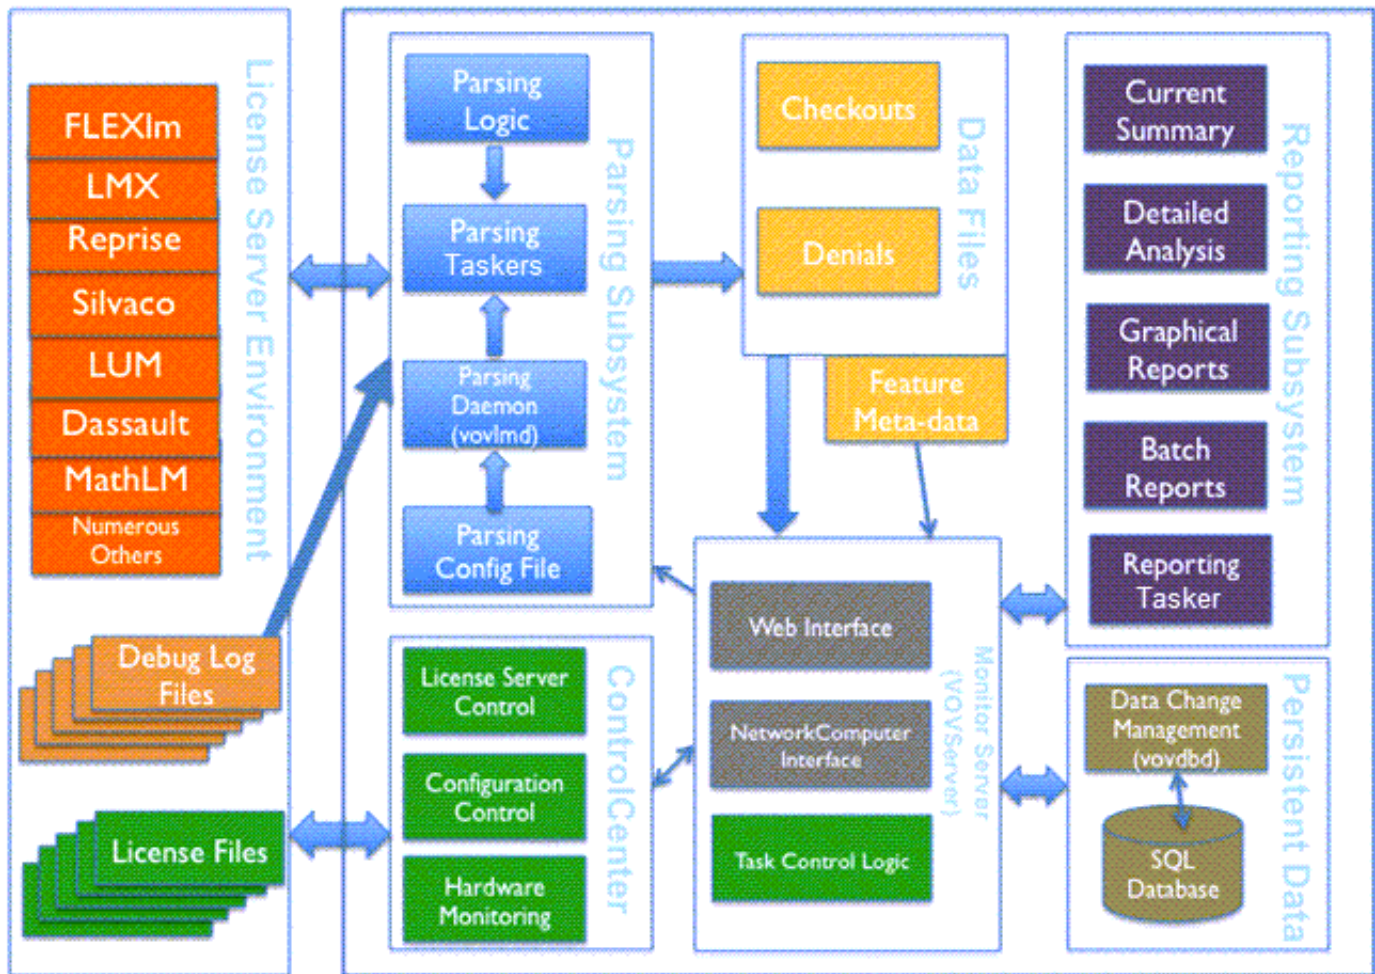 License Server Environment
FLEXlm
LMX
Reprise
Silvaco
LUM
Dassault
MathLM
Numerous
Others
Debug Log
Files
License Files
Parsing Subsystem
Parsing
Logic
Parsing
Taskers
Parsing
Daemon
(vovlmd)
Parsing
Config File
ControlCenter
License Server
Control
Configuration
Control
Hardware
Monitoring
Data Files
Checkouts
Denials
Feature
Meta-data
Monitor Server
(VOVServer)
Web Interface
NetworkComputer
Interface
Task Control Logic
Reporting Subsystem
Current
Summary
Detailed
Analysis
Graphical
Reports
Batch
Reports
Reporting
Tasker
Persistent Data
Data Change
Management
(vovdbd)
SQL
Database